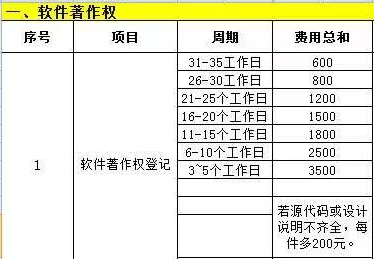 一、软件著作权
序号 项目 周期 费用总和
31-35工作日 600
26-30工作日 800
21-25个工作日 1200
16-20个工作日 1500
11-15个工作日 1800
6-10个工作日 2500
1 软件著作权登记 3~5个工作日 3500
若源代码或设计
说明不齐全，每
件多200元。